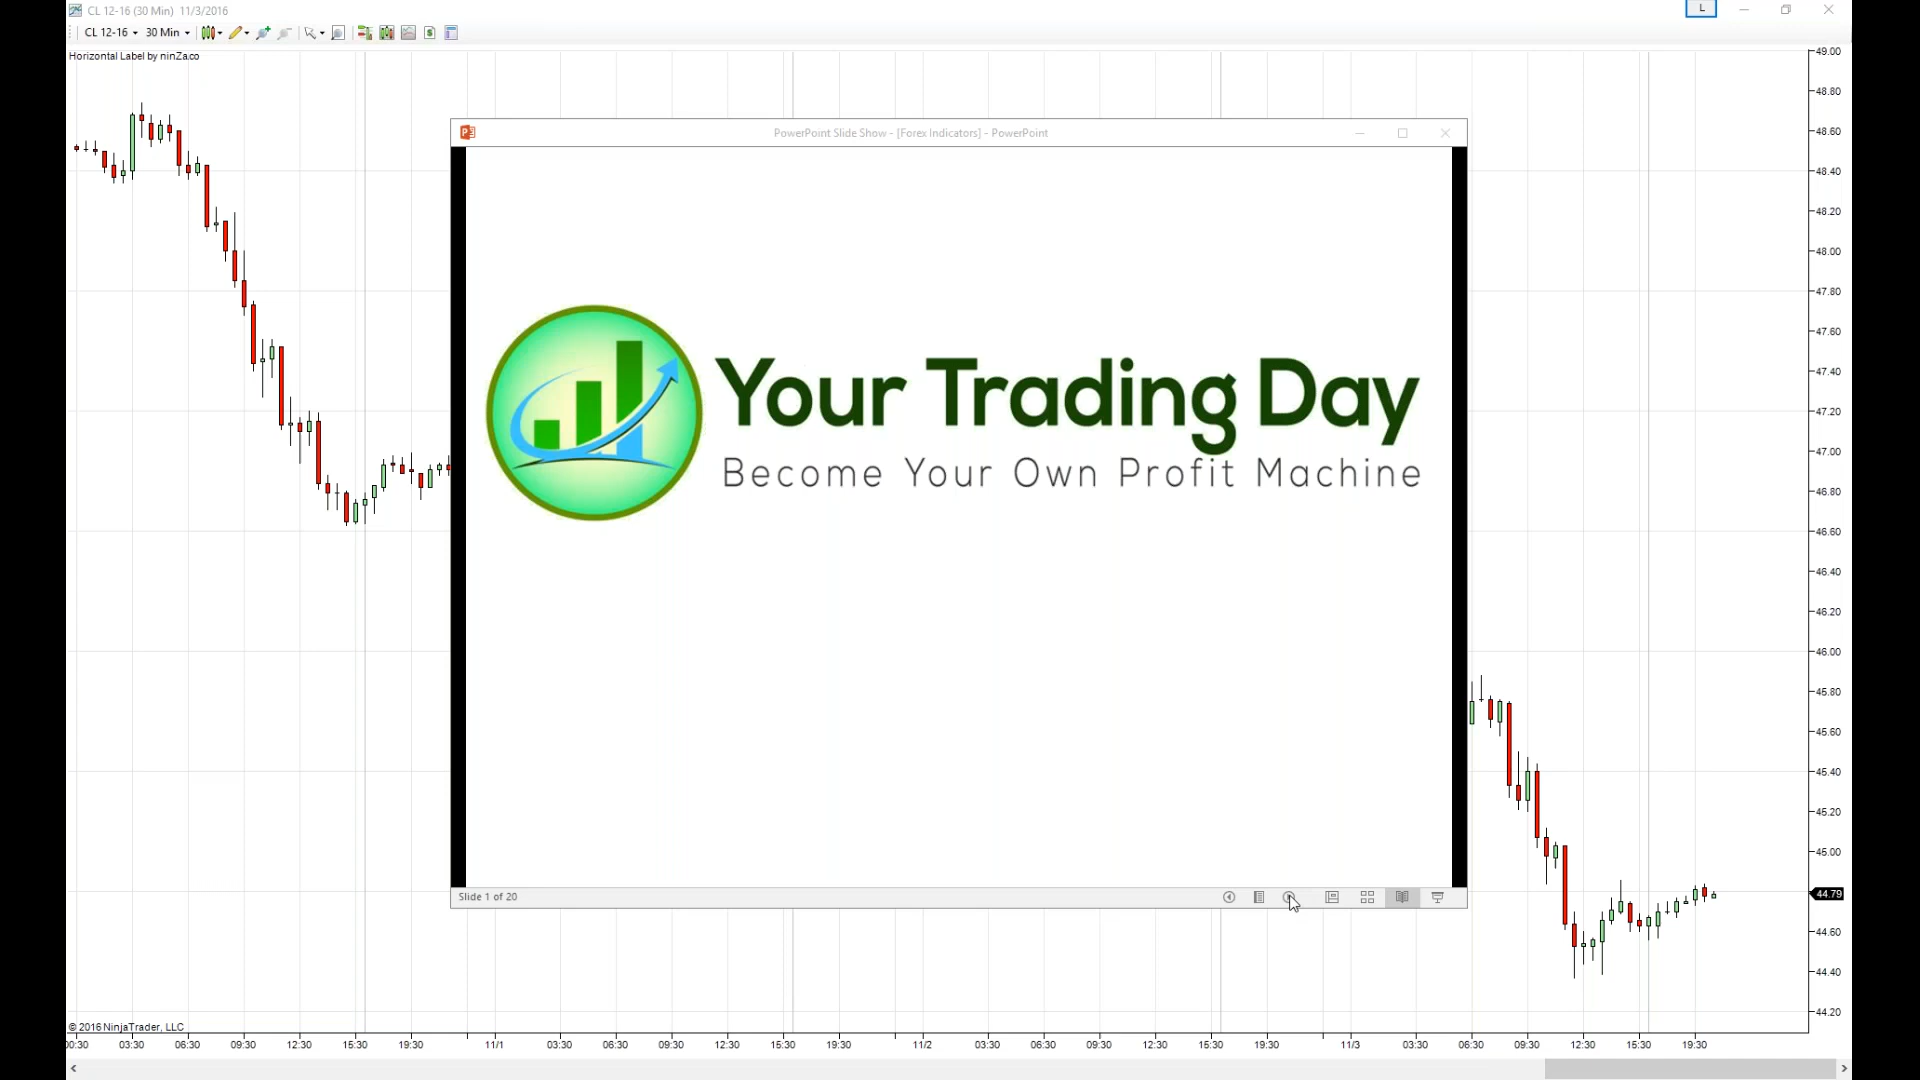 CL 12-16 (30 Min) 11/3/2016
L
CL 12-16 30 Min
Horizontal Label by ninZa.co
PowerPoint Slide Show - [Forex Indicators] - PowerPoint
Your Trading Day
Become Your Own Profit Machine
Slide 1 of 20
49.00
48.80
48.60
48.40
48.20
48.00
47.80
47.60
47.40
47.20
47.00
46.80
46.60
46.40
46.20
46.00
45.80
45.60
45.40
45.20
45.00
44.79
44.60
44.40
44.20
© 2016 NinjaTrader, LLC
03:30 06:30 09:30 12:30 15:30 19:30 11/1 03:30 06:30 09:30 12:30 15:30 19:30 11/2 03:30 06:30 09:30 12:30 15:30 19:30 11/3 03:30 06:30 09:30 12:30 15:30 19:30